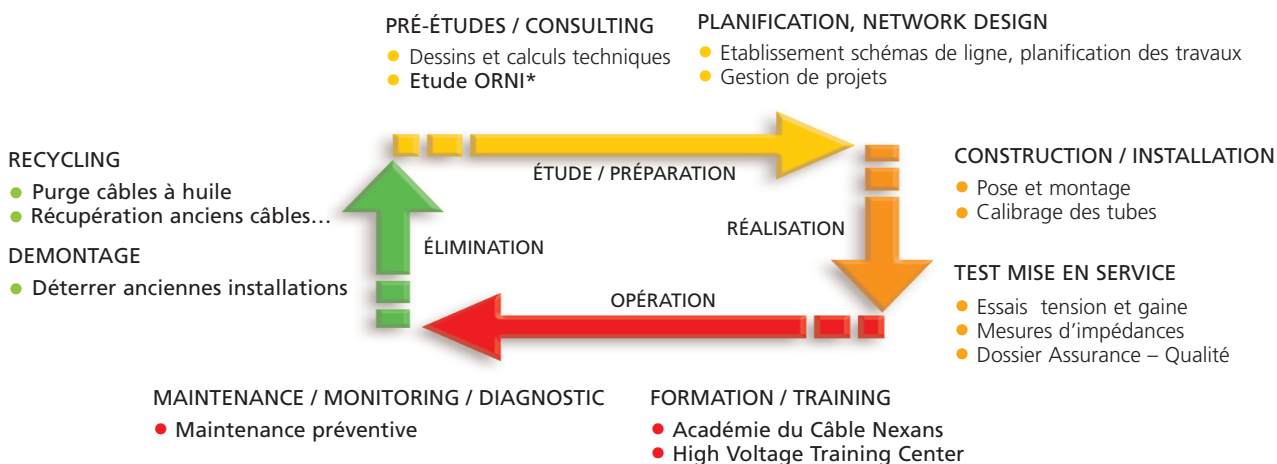 PRÉ-ÉTUDES / CONSULTING
Dessins et calculs techniques
Etude ORNI*
PLANIFICATION, NETWORK DESIGN
Etablissement schémas de ligne, planification des travaux
Gestion de projets
ÉTUDE / PRÉPARATION
CONSTRUCTION / INSTALLATION
Pose et montage
Calibrage des tubes
RÉALISATION
TEST MISE EN SERVICE
Essais tension et gaine
Mesures d'impédances
Dossier Assurance – Qualité
OPÉRATION
FORMATION / TRAINING
Académie du Câble Nexans
High Voltage Training Center
MAINTENANCE / MONITORING / DIAGNOSTIC
Maintenance préventive
ÉLIMINATION
RECYCLING
Purge câbles à huile
Récupération anciens câbles...
DEMONTAGE
Déterrer anciennes installations